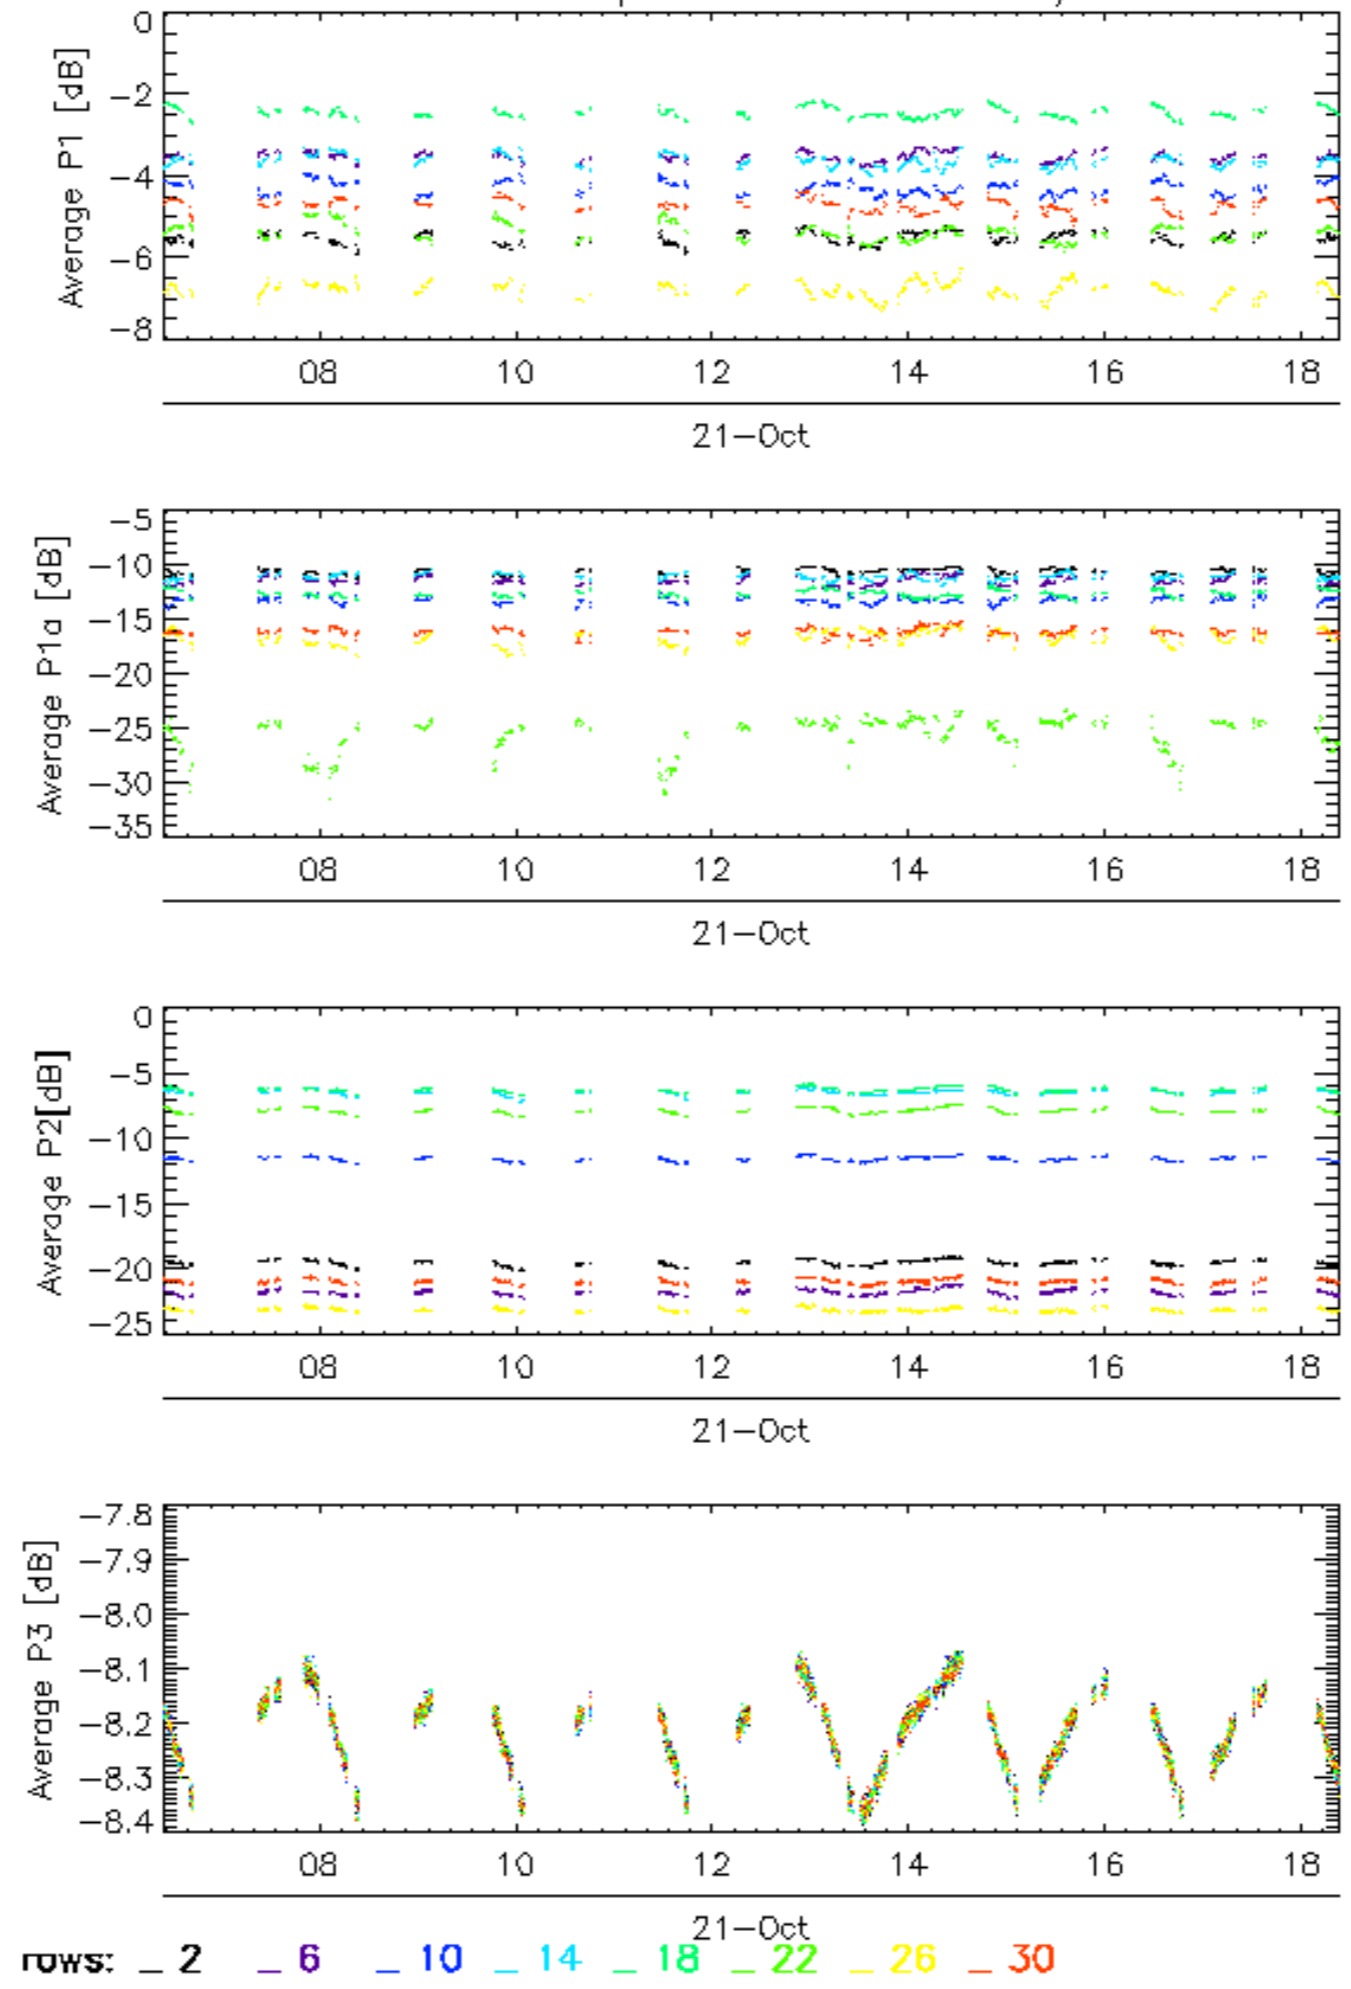 Average P1 [dB]
0
−2
−4
−6
−8
08 10 12 14 16 18
21−Oct
Average P1a [dB]
−5
−10
−15
−20
−25
−30
−35
08 10 12 14 16 18
21−Oct
Average P2[dB]
0
−5
−10
−15
−20
−25
08 10 12 14 16 18
21−Oct
Average P3 [dB]
−7.8
−7.9
−8.0
−8.1
−8.2
−8.3
−8.4
08 10 12 14 16 18
21−Oct
rows: _ 2 _ 6 _ 10 _ 14 _ 18 _ 22 _ 26 _ 30